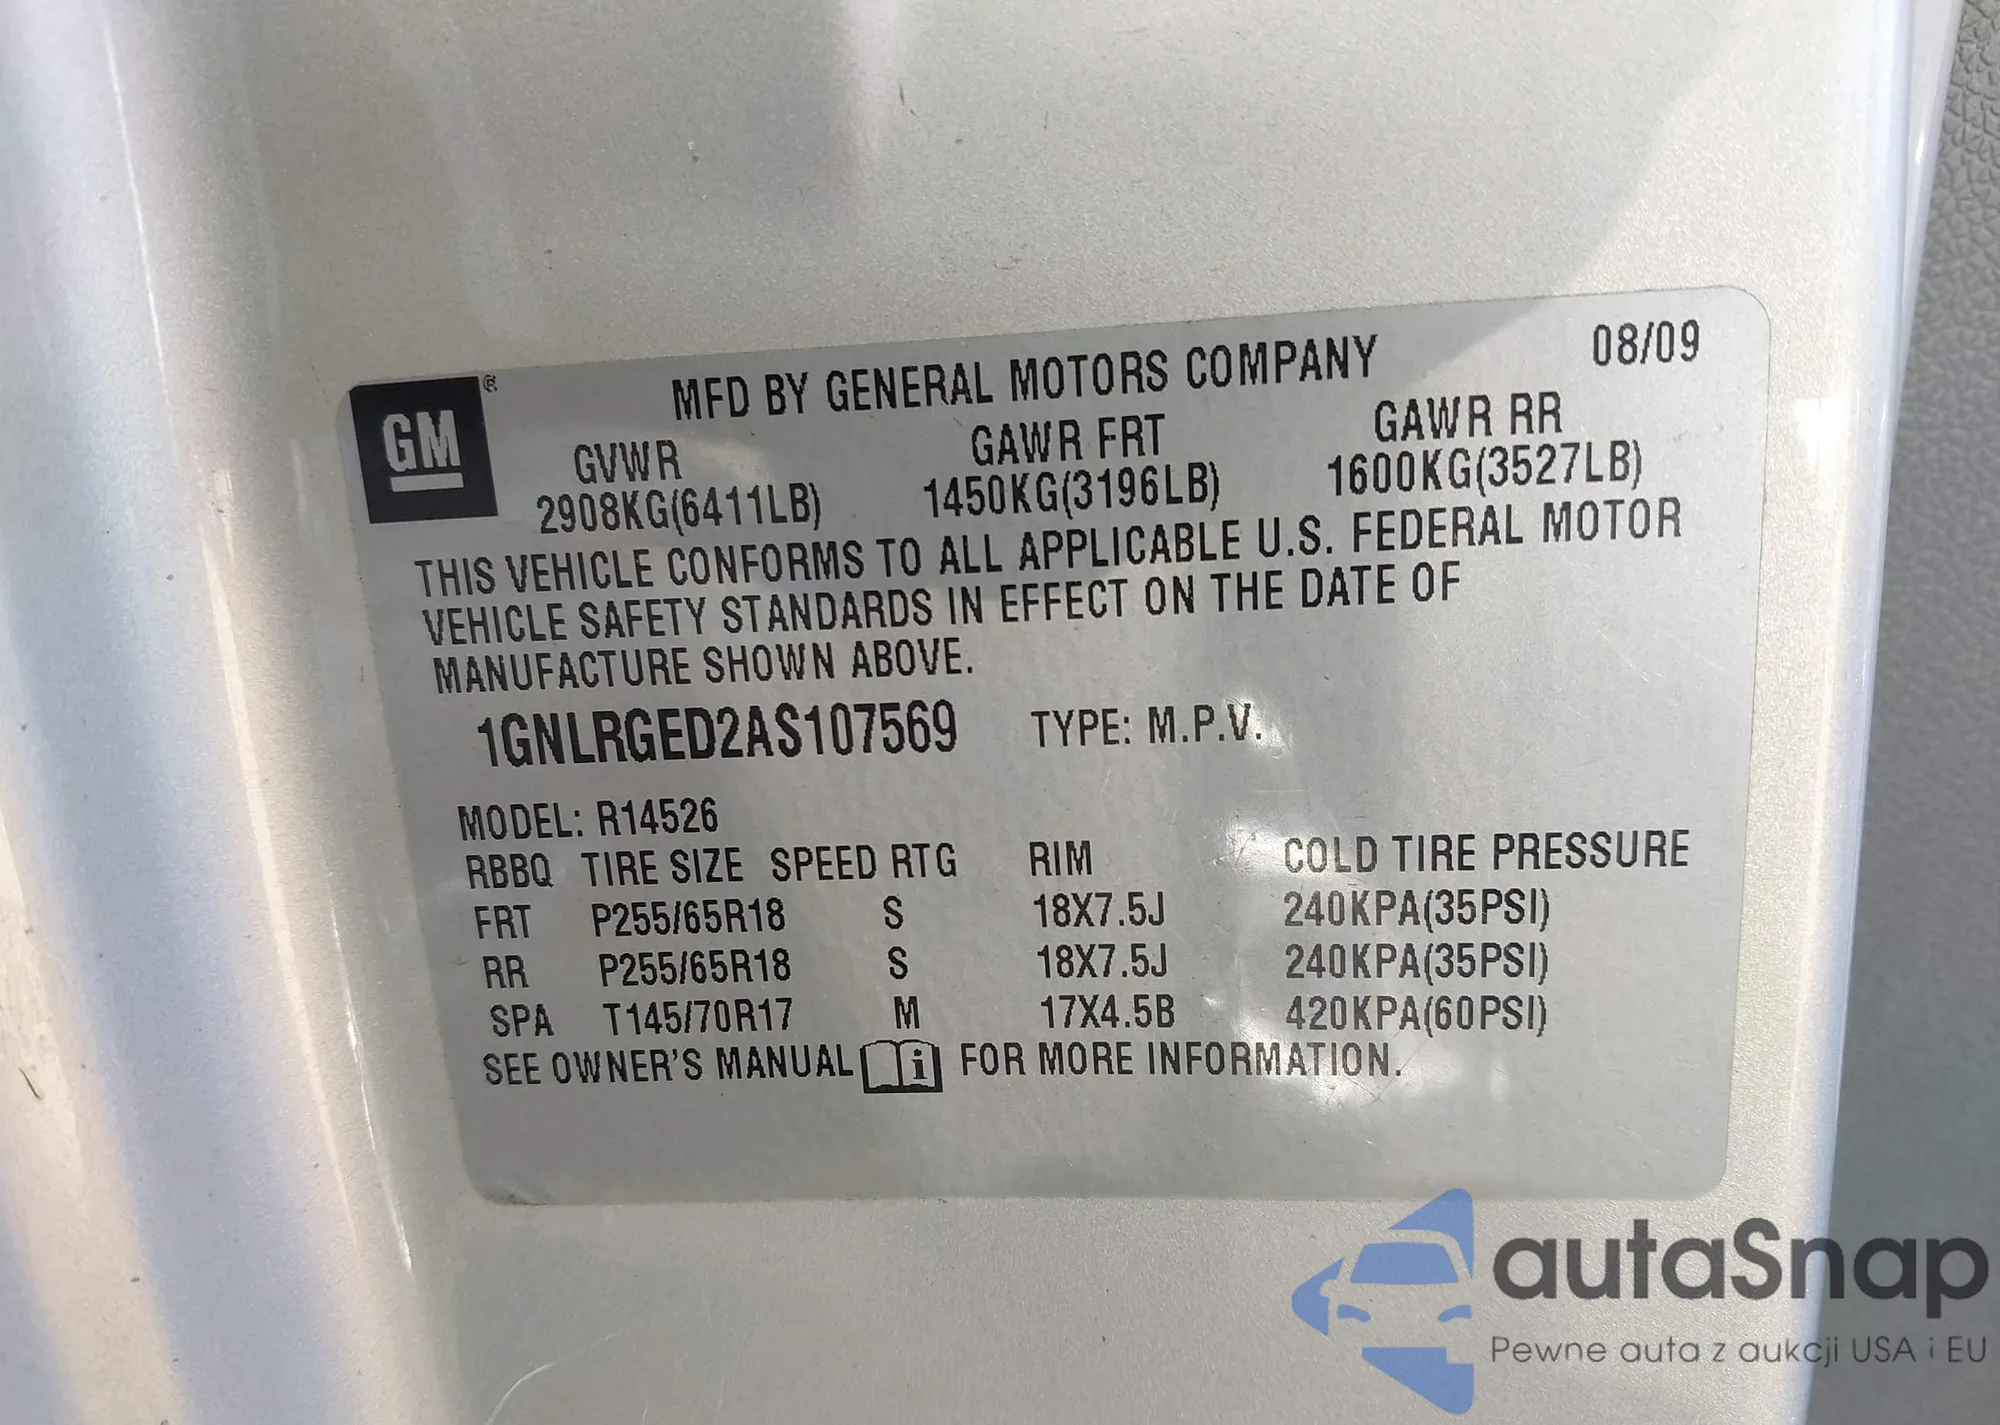 08/09
GM®
MFD BY GENERAL MOTORS COMPANY
GVWR GAWR FRT GAWR RR
2908KG(6411LB) 1450KG(3196LB) 1600KG(3527LB)
THIS VEHICLE CONFORMS TO ALL APPLICABLE U.S. FEDERAL MOTOR
VEHICLE SAFETY STANDARDS IN EFFECT ON THE DATE OF
MANUFACTURE SHOWN ABOVE.
1GNLRGED2AS107569 TYPE: M.P.V.
MODEL: R14526
RBBQ TIRE SIZE SPEED RTG RIM COLD TIRE PRESSURE
FRT P255/65R18 S 18X7.5J 240KPA(35PSI)
RR P255/65R18 S 18X7.5J 240KPA(35PSI)
SPA T145/70R17 M 17X4.5B 420KPA(60PSI)
SEE OWNER'S MANUAL i FOR MORE INFORMATION.
autaSnap
Pewne auta z aukcji USA i EU